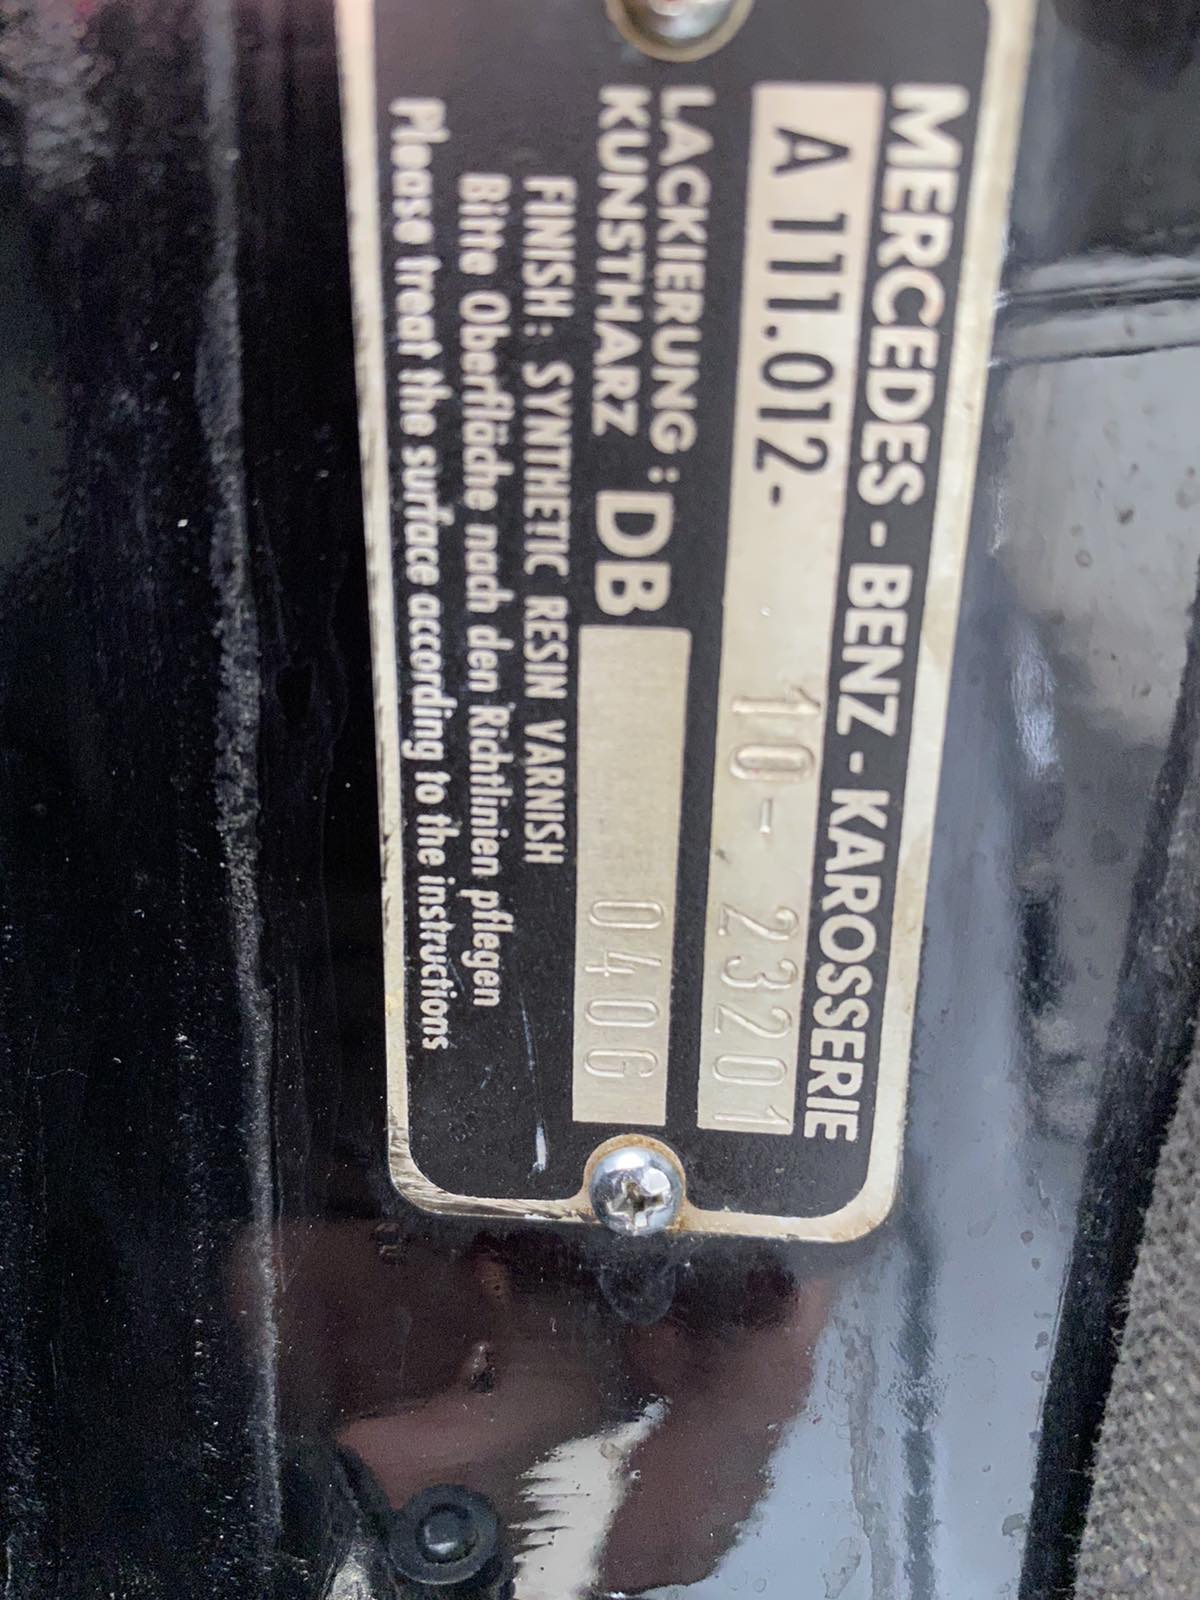 MERCEDES - BENZ - KAROSSERIE
A 111.012- 10- 23201
LACKIERUNG :
KUNSTHARZ DB 040G
FINISH : SYNTHETIC RESIN VARNISH
Bitte Oberfläche nach den Richtlinien pflegen
Please treat the surface according to the instructions